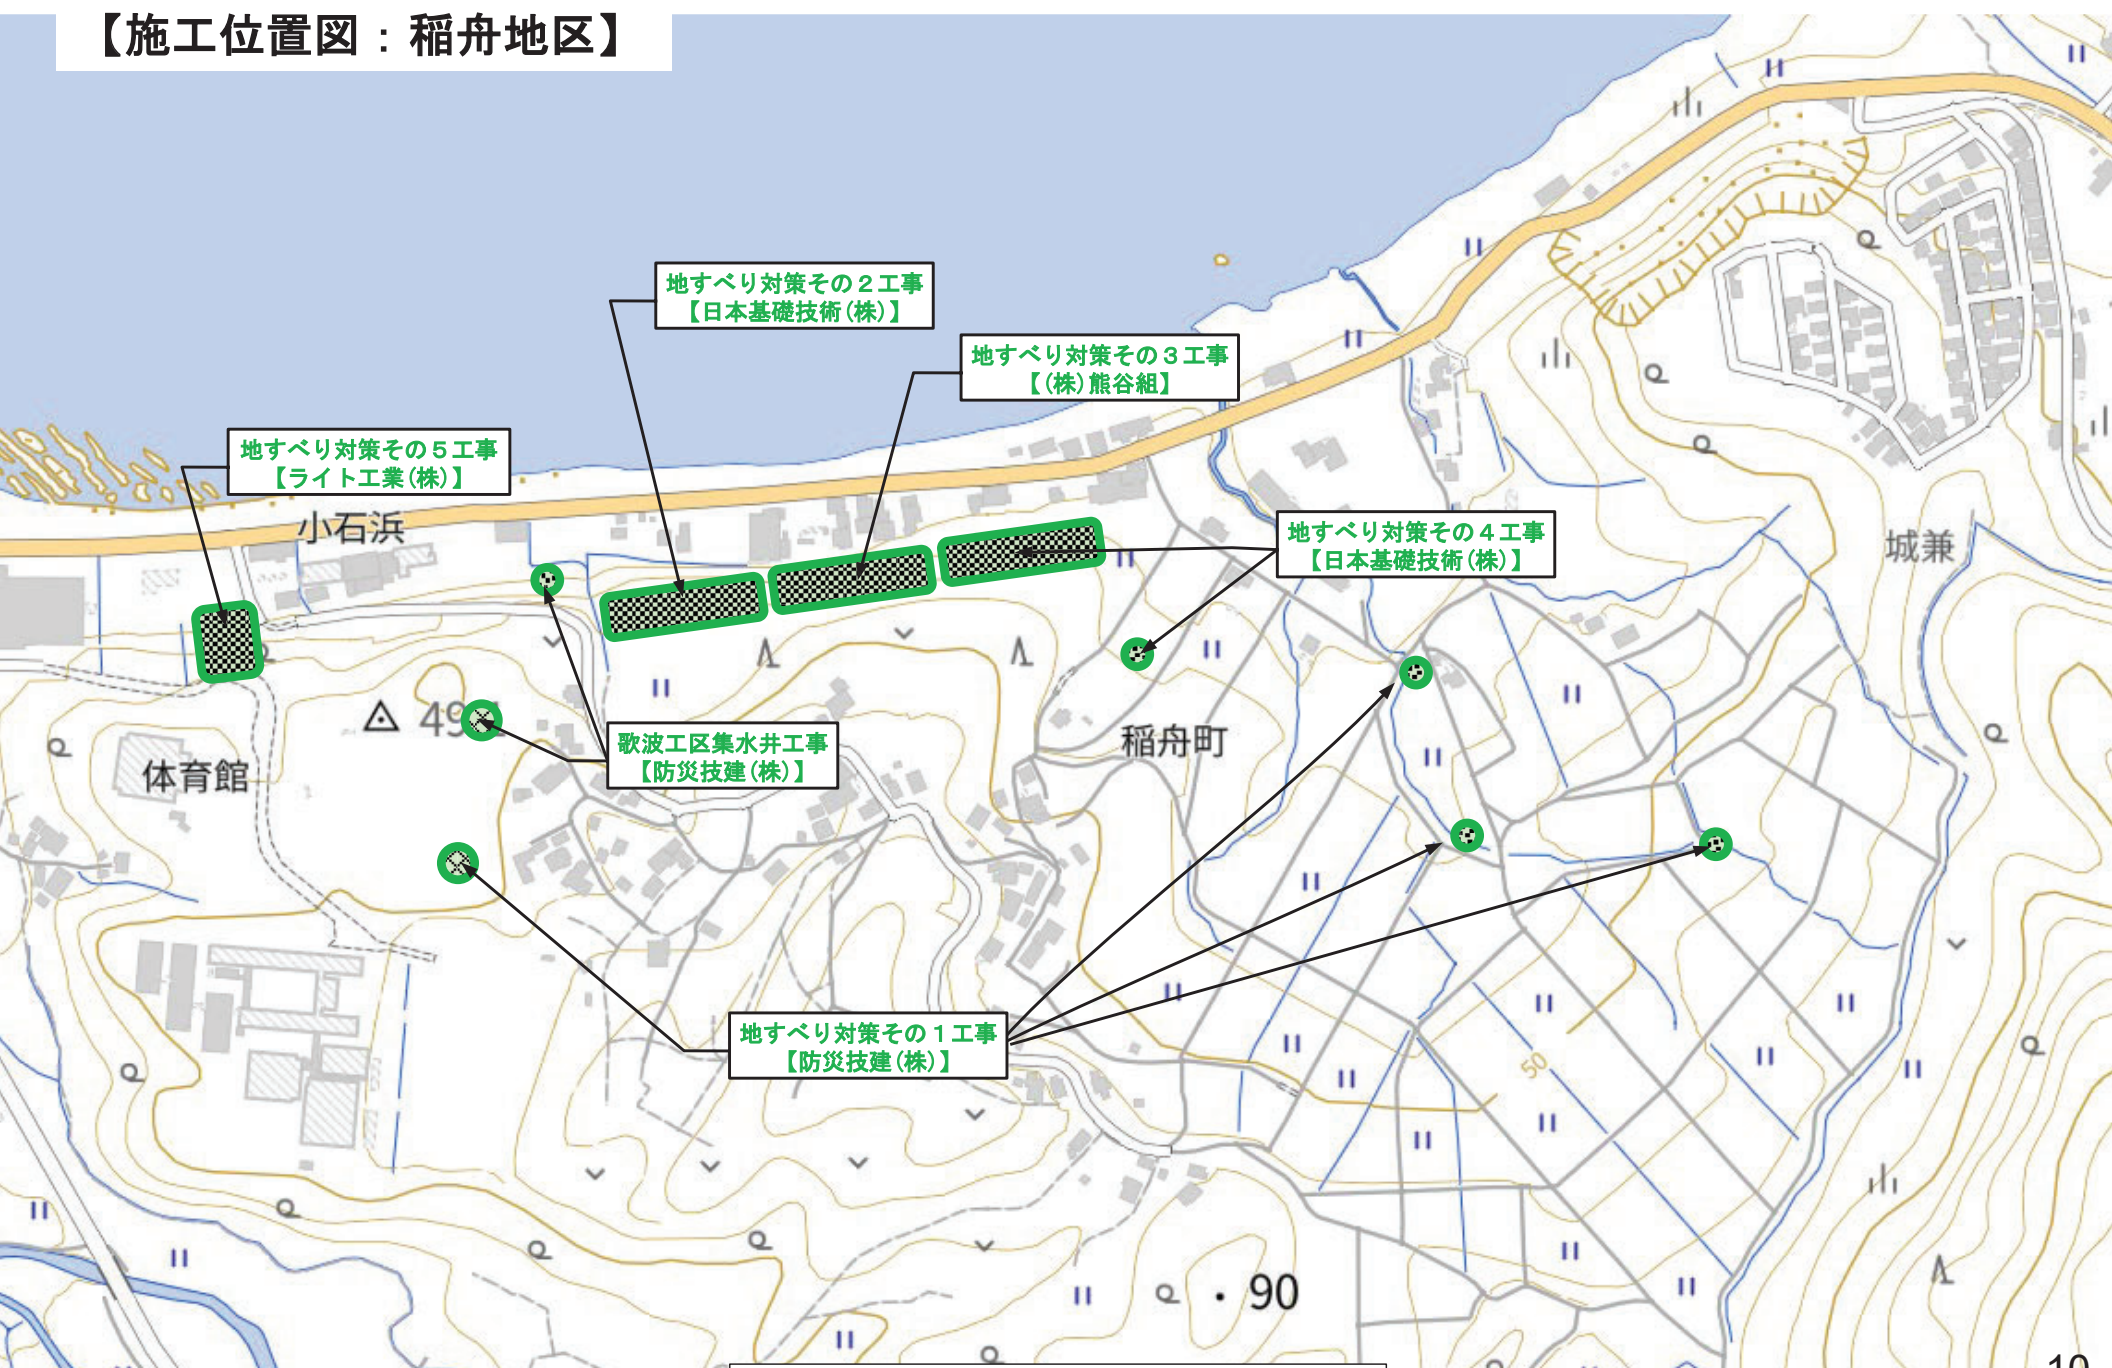 【施工位置図：稲舟地区】
地すべり対策その２工事
【日本基礎技術(株)】
地すべり対策その３工事
【(株)熊谷組】
地すべり対策その５工事
【ライト工業(株)】
小石浜
地すべり対策その４工事
【日本基礎技術(株)】
城兼
歌波工区集水井工事
【防災技建(株)】
稲舟町
体育館
地すべり対策その１工事
【防災技建(株)】
50
90